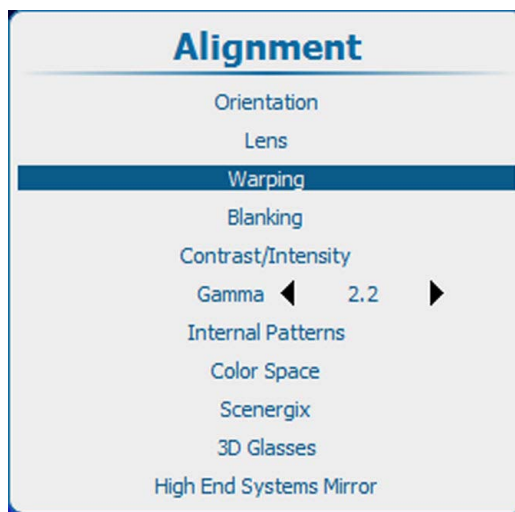 Alignment
Orientation
Lens
Warping
Blanking
Contrast/Intensity
Gamma 2.2
Internal Patterns
Color Space
Scenergix
3D Glasses
High End Systems Mirror